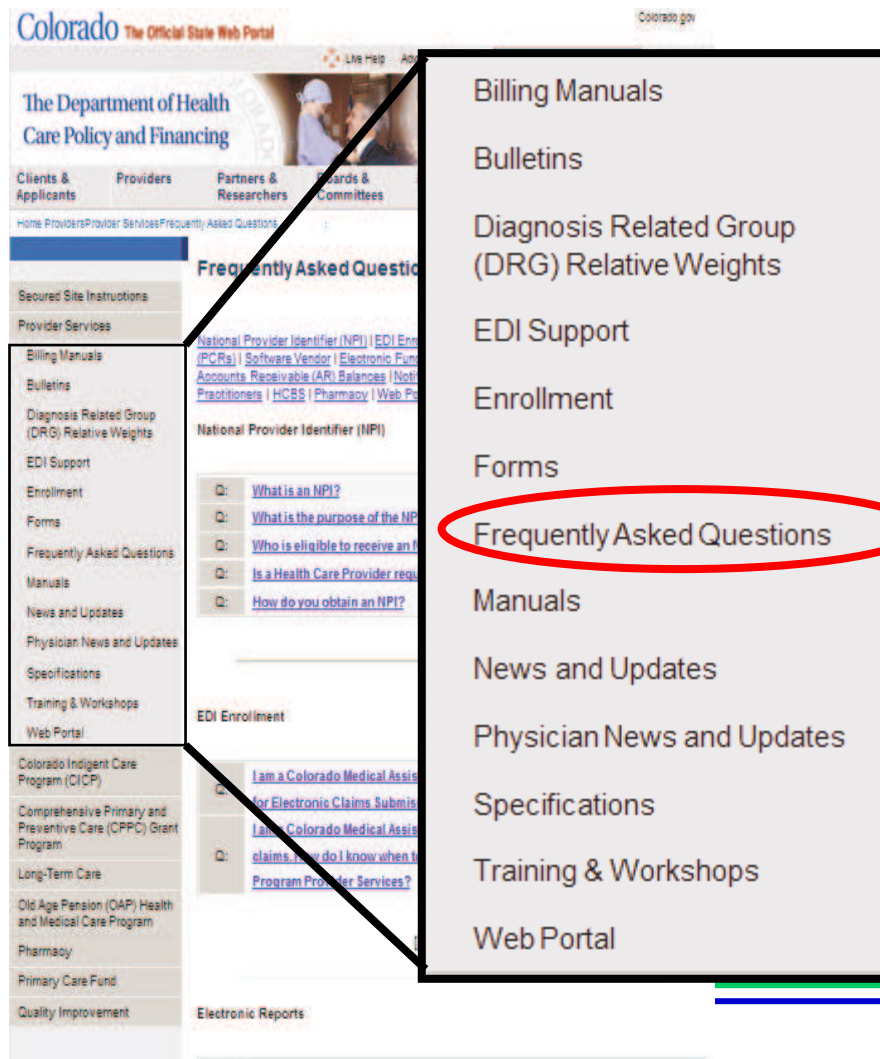 Colorado The Official State Web Portal
Colorado.gov
Live Help
The Department of Health
Care Policy and Financing
Clients &
Applicants
Providers
Partners &
Researchers
Boards &
Committees
Home ProvidersProvider ServicesFrequently Asked Questions
Secured Site Instructions
Provider Services
Billing Manuals
Bulletins
Diagnosis Related Group
(DRG) Relative Weights
EDI Support
Enrollment
Forms
Frequently Asked Questions
Manuals
News and Updates
Physician News and Updates
Specifications
Training & Workshops
Web Portal
Colorado Indigent Care
Program (CICP)
Comprehensive Primary and
Preventive Care (CPPC) Grant
Program
Long-Term Care
Old Age Pension (OAP) Health
and Medical Care Program
Pharmacy
Primary Care Fund
Quality Improvement
Frequently Asked Questio
National Provider Identifier (NPI) | EDI Enr
(PCRs) | Software Vendor | Electronic Fun
Accounts Receivable (AR) Balances | Noti
Practitioners | HCBS | Pharmacy | Web Po
National Provider Identifier (NPI)
Q: What is an NPI?
Q: What is the purpose of the NP
Q: Who is eligible to receive an
Q: Is a Health Care Provider requ
Q: How do you obtain an NPI?
EDI Enrollment
Q: I am a Colorado Medical Assis
for Electronic Claims Submis
Q: I am a Colorado Medical Assis
claims. How do I know when t
Program Provider Services?
Electronic Reports
Billing Manuals
Bulletins
Diagnosis Related Group
(DRG) Relative Weights
EDI Support
Enrollment
Forms
Frequently Asked Questions
Manuals
News and Updates
Physician News and Updates
Specifications
Training & Workshops
Web Portal